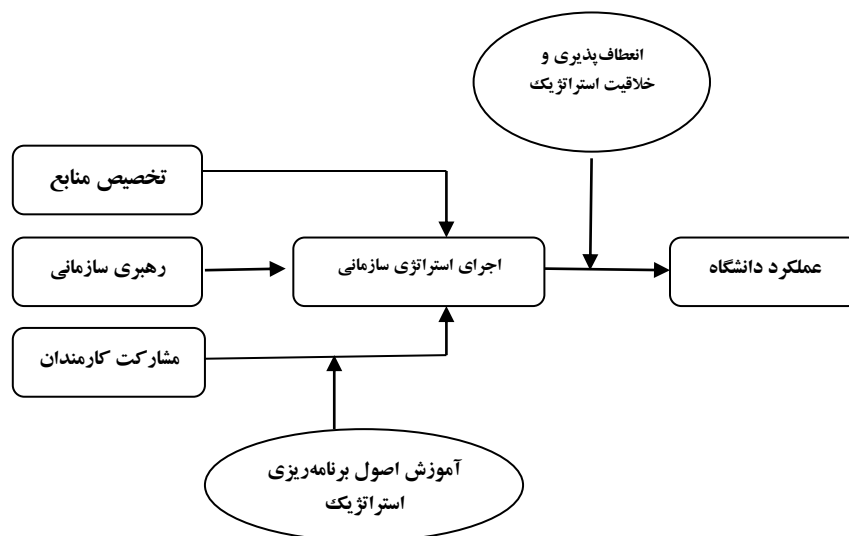 انعطاف‌پذیری و
خلاقیت استراتژیک
تخصیص منابع
رهبری سازمانی
اجرای استراتژی سازمانی
عملکرد دانشگاه
مشارکت کارمندان
آموزش اصول برنامه‌ریزی
استراتژیک